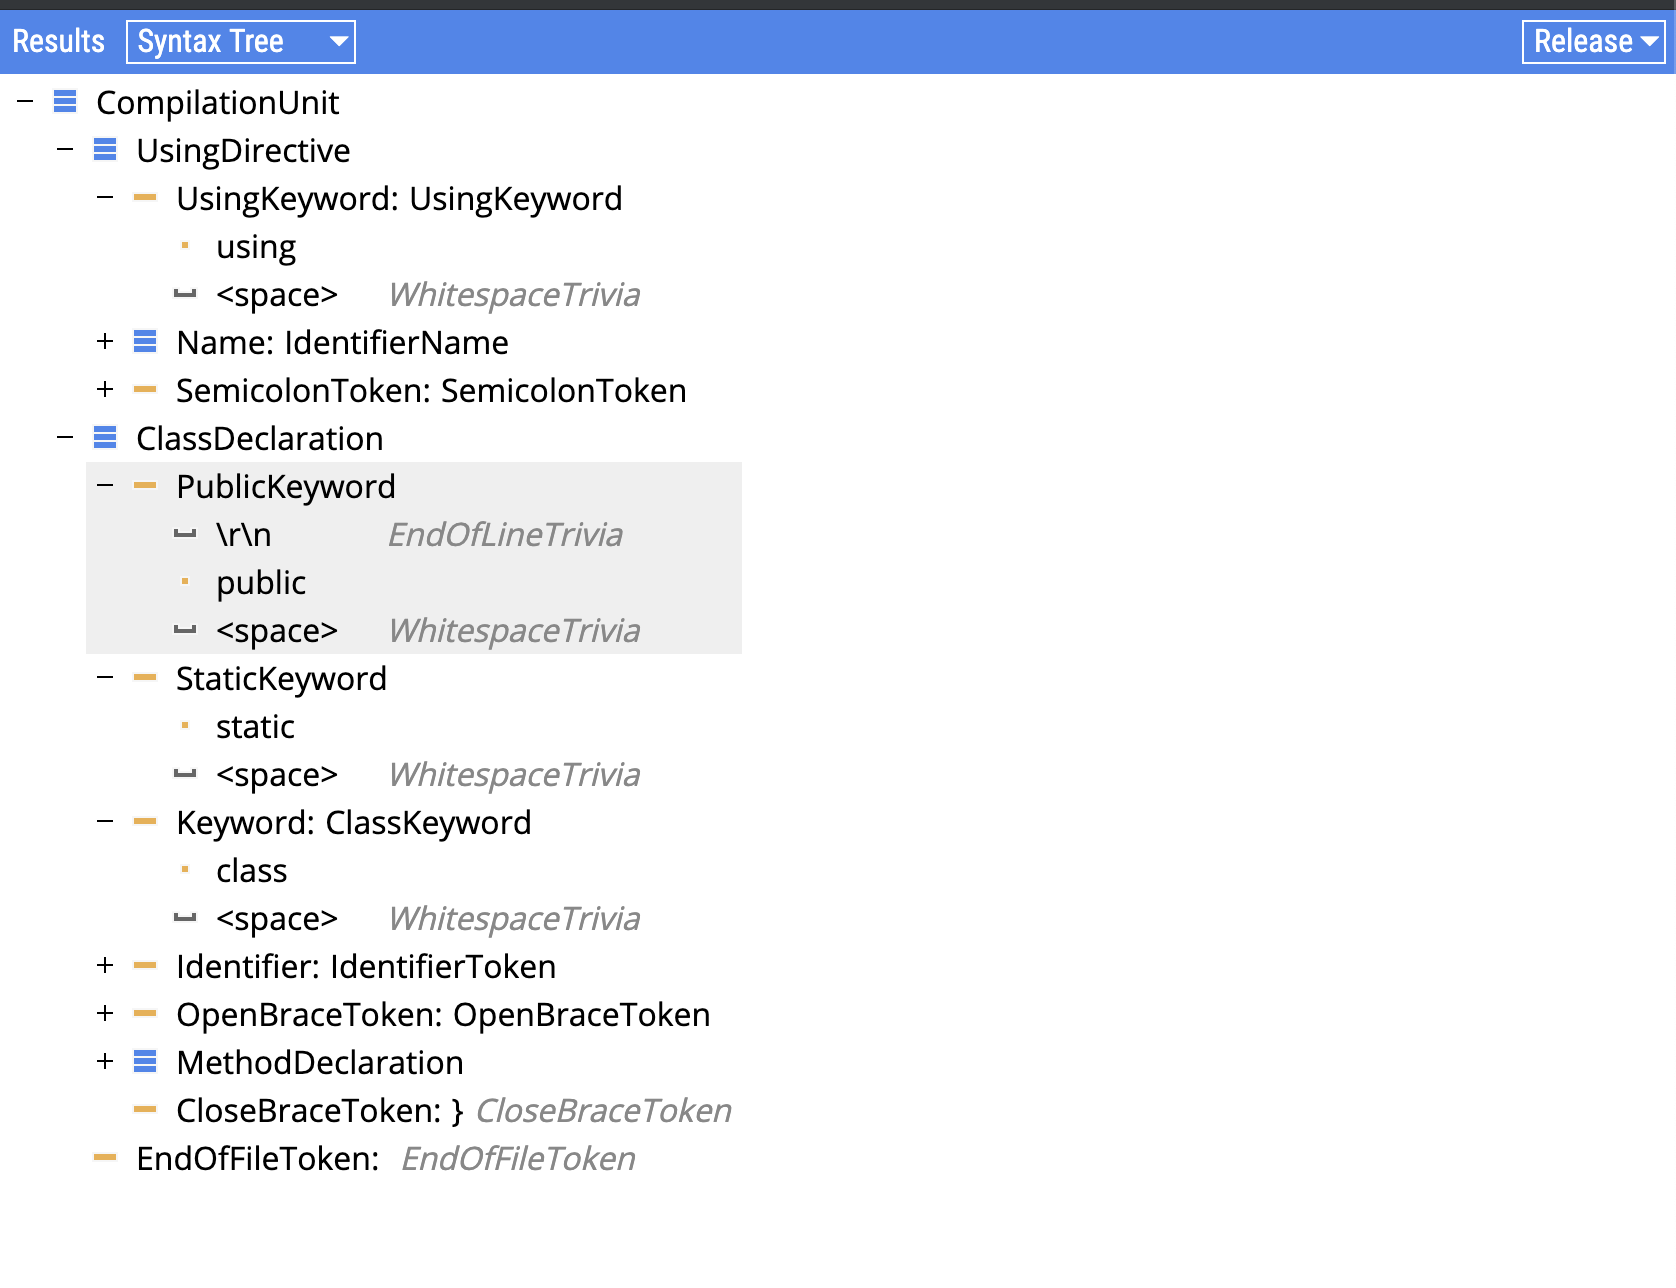 Results Syntax Tree Release
CompilationUnit
UsingDirective
UsingKeyword: UsingKeyword
using
<space> WhitespaceTrivia
Name: IdentifierName
SemicolonToken: SemicolonToken
ClassDeclaration
PublicKeyword
\r\n EndOfLineTrivia
public
<space> WhitespaceTrivia
StaticKeyword
static
<space> WhitespaceTrivia
Keyword: ClassKeyword
class
<space> WhitespaceTrivia
Identifier: IdentifierToken
OpenBraceToken: OpenBraceToken
MethodDeclaration
CloseBraceToken: } CloseBraceToken
EndOfFileToken: EndOfFileToken